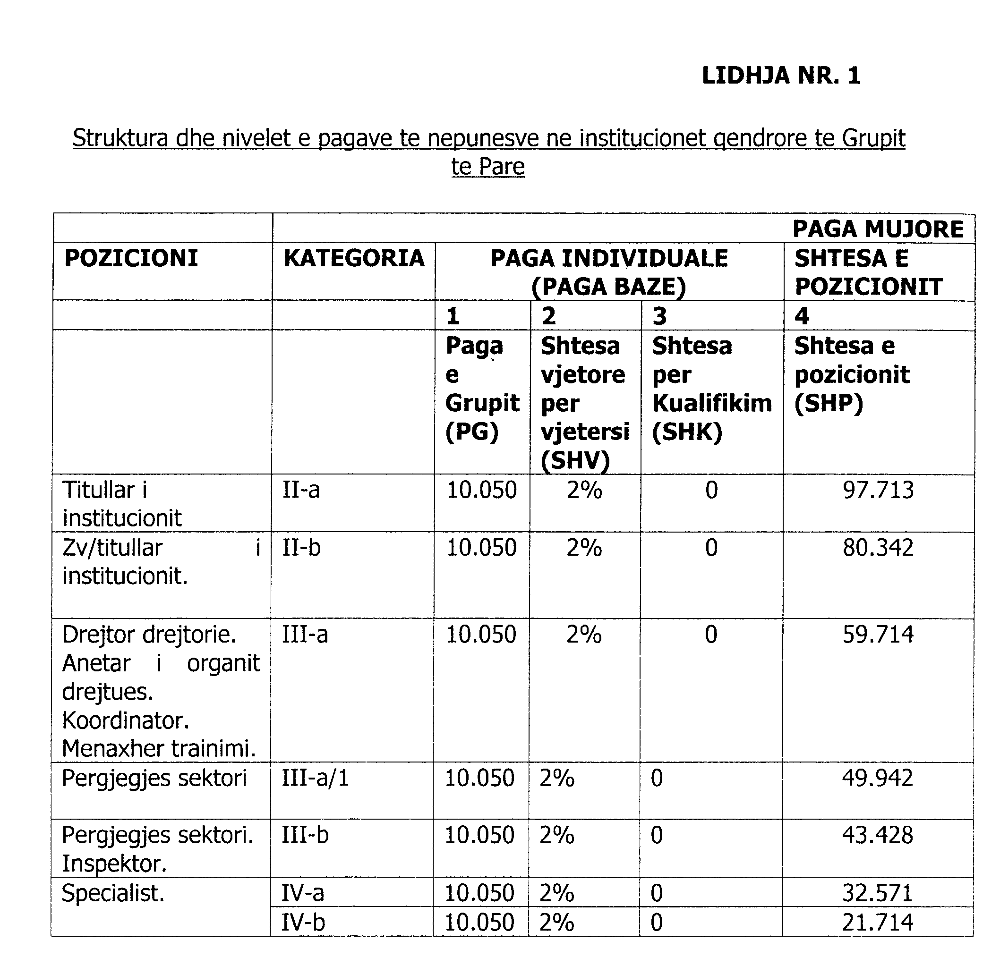 LIDHJA NR. 1
Struktura dhe nivelet e pagave te nepunesve ne institucionet qendrore te Grupit
te Pare
PAGA MUJORE
POZICIONI KATEGORIA PAGA INDIVIDUALE SHTESA E
(PAGA BAZE) POZICIONIT
1 2 3 4
Paga Shtesa Shtesa Shtesa e
e vjetore per pozicionit
Grupit per Kualifikim (SHP)
(PG) vjetersi (SHK)
(SHV)
Titullar i II-a 10.050 2% 0 97.713
institucionit
Zv/titullar i II-b 10.050 2% 0 80.342
institucionit.
Drejtor drejtorie. III-a 10.050 2% 0 59.714
Anetar i organit
drejtues.
Koordinator.
Menaxher trainimi.
Pergjegjes sektori III-a/1 10.050 2% 0 49.942
Pergjegjes sektori. III-b 10.050 2% 0 43.428
Inspektor.
Specialist. IV-a 10.050 2% 0 32.571
IV-b 10.050 2% 0 21.714